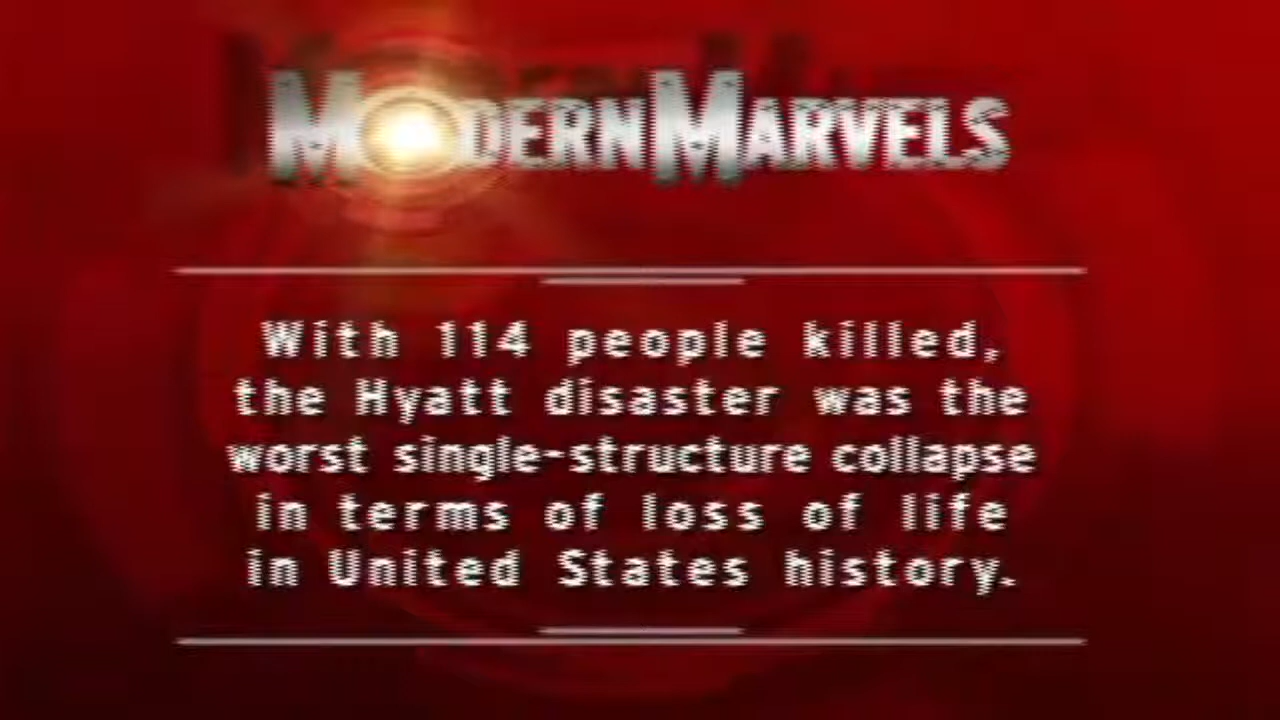 MODERN MARVELS
With 114 people killed,
the Hyatt disaster was the
worst single-structure collapse
in terms of loss of life
in United States history.